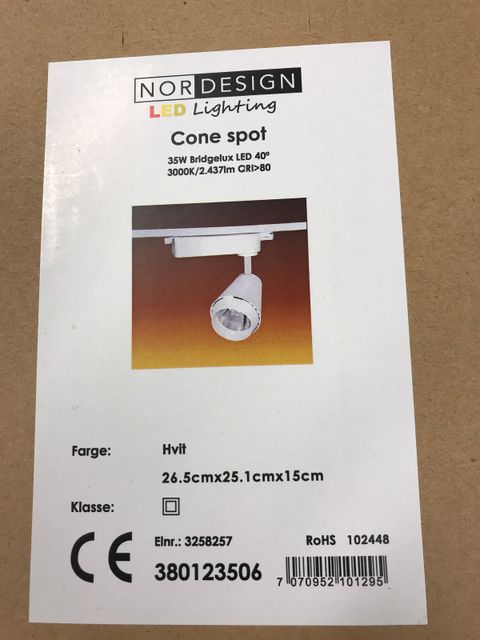 NORDESIGN
LED Lighting
Cone spot
35W Bridgelux LED 40°
3000K/2.437lm CRI>80
Farge: Hvit
26.5cmx25.1cmx15cm
Klasse:
CE Elnr.: 3258257 RoHS 102448
380123506
7 070952 101295